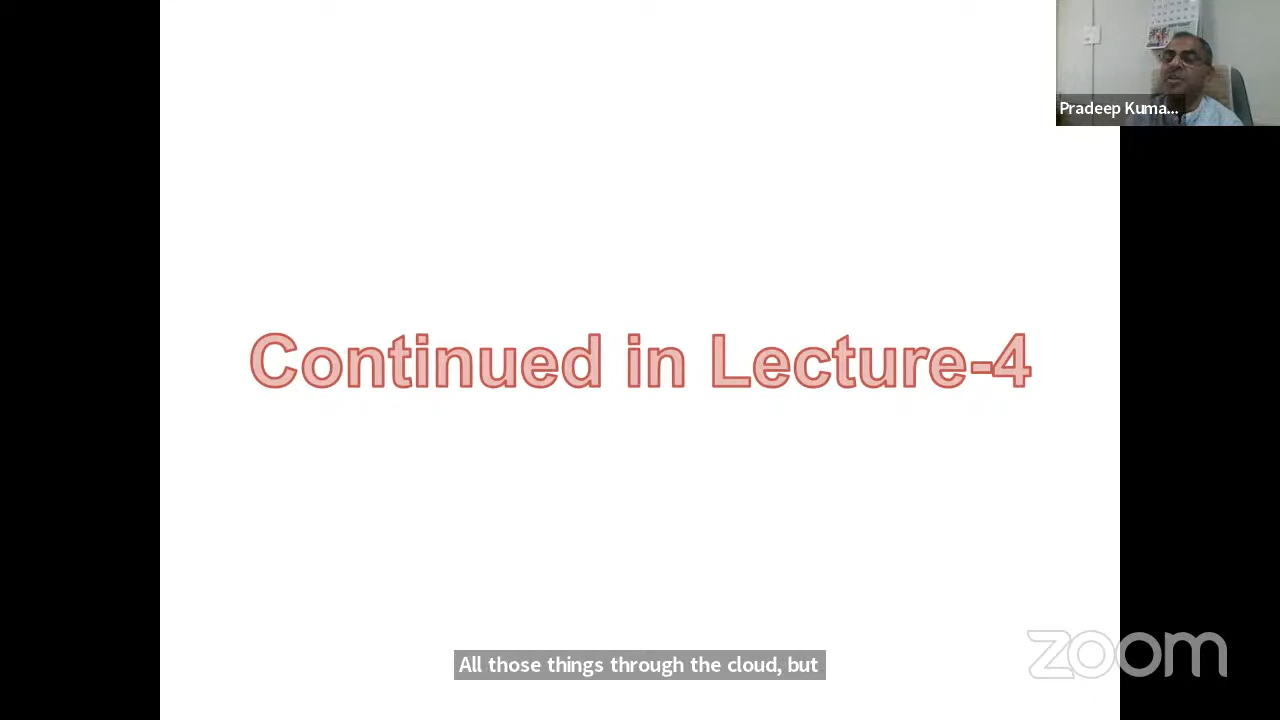 Pradeep Kuma...
Continued in Lecture-4
All those things through the cloud, but
zoom